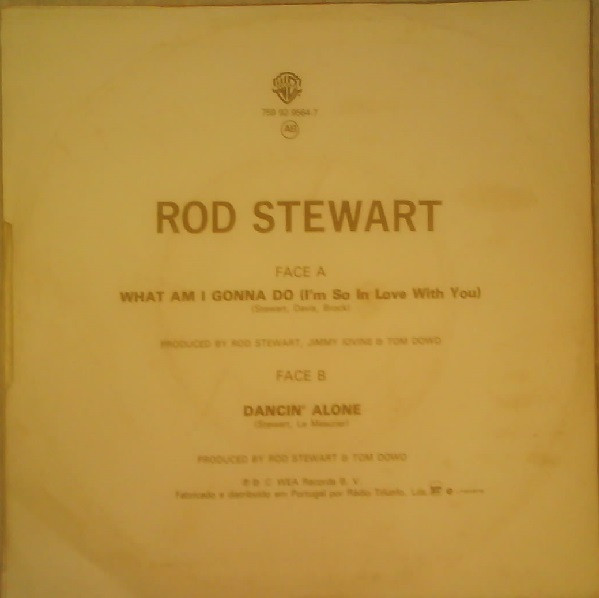 AB
ROD STEWART
FACE A
WHAT AM I GONNA DO (I'm So In Love With You)
(Stewart, Davis, Brock)
PRODUCED BY ROD STEWART, JIMMY IOVINE & TOM DOWD
FACE B
DANCIN' ALONE
(Stewart, Le Mesurier)
PRODUCED BY ROD STEWART & TOM DOWD
WEA Records B. V.
Fabricado e distribuido em Portugal por Rádio Triunfo, Lda.